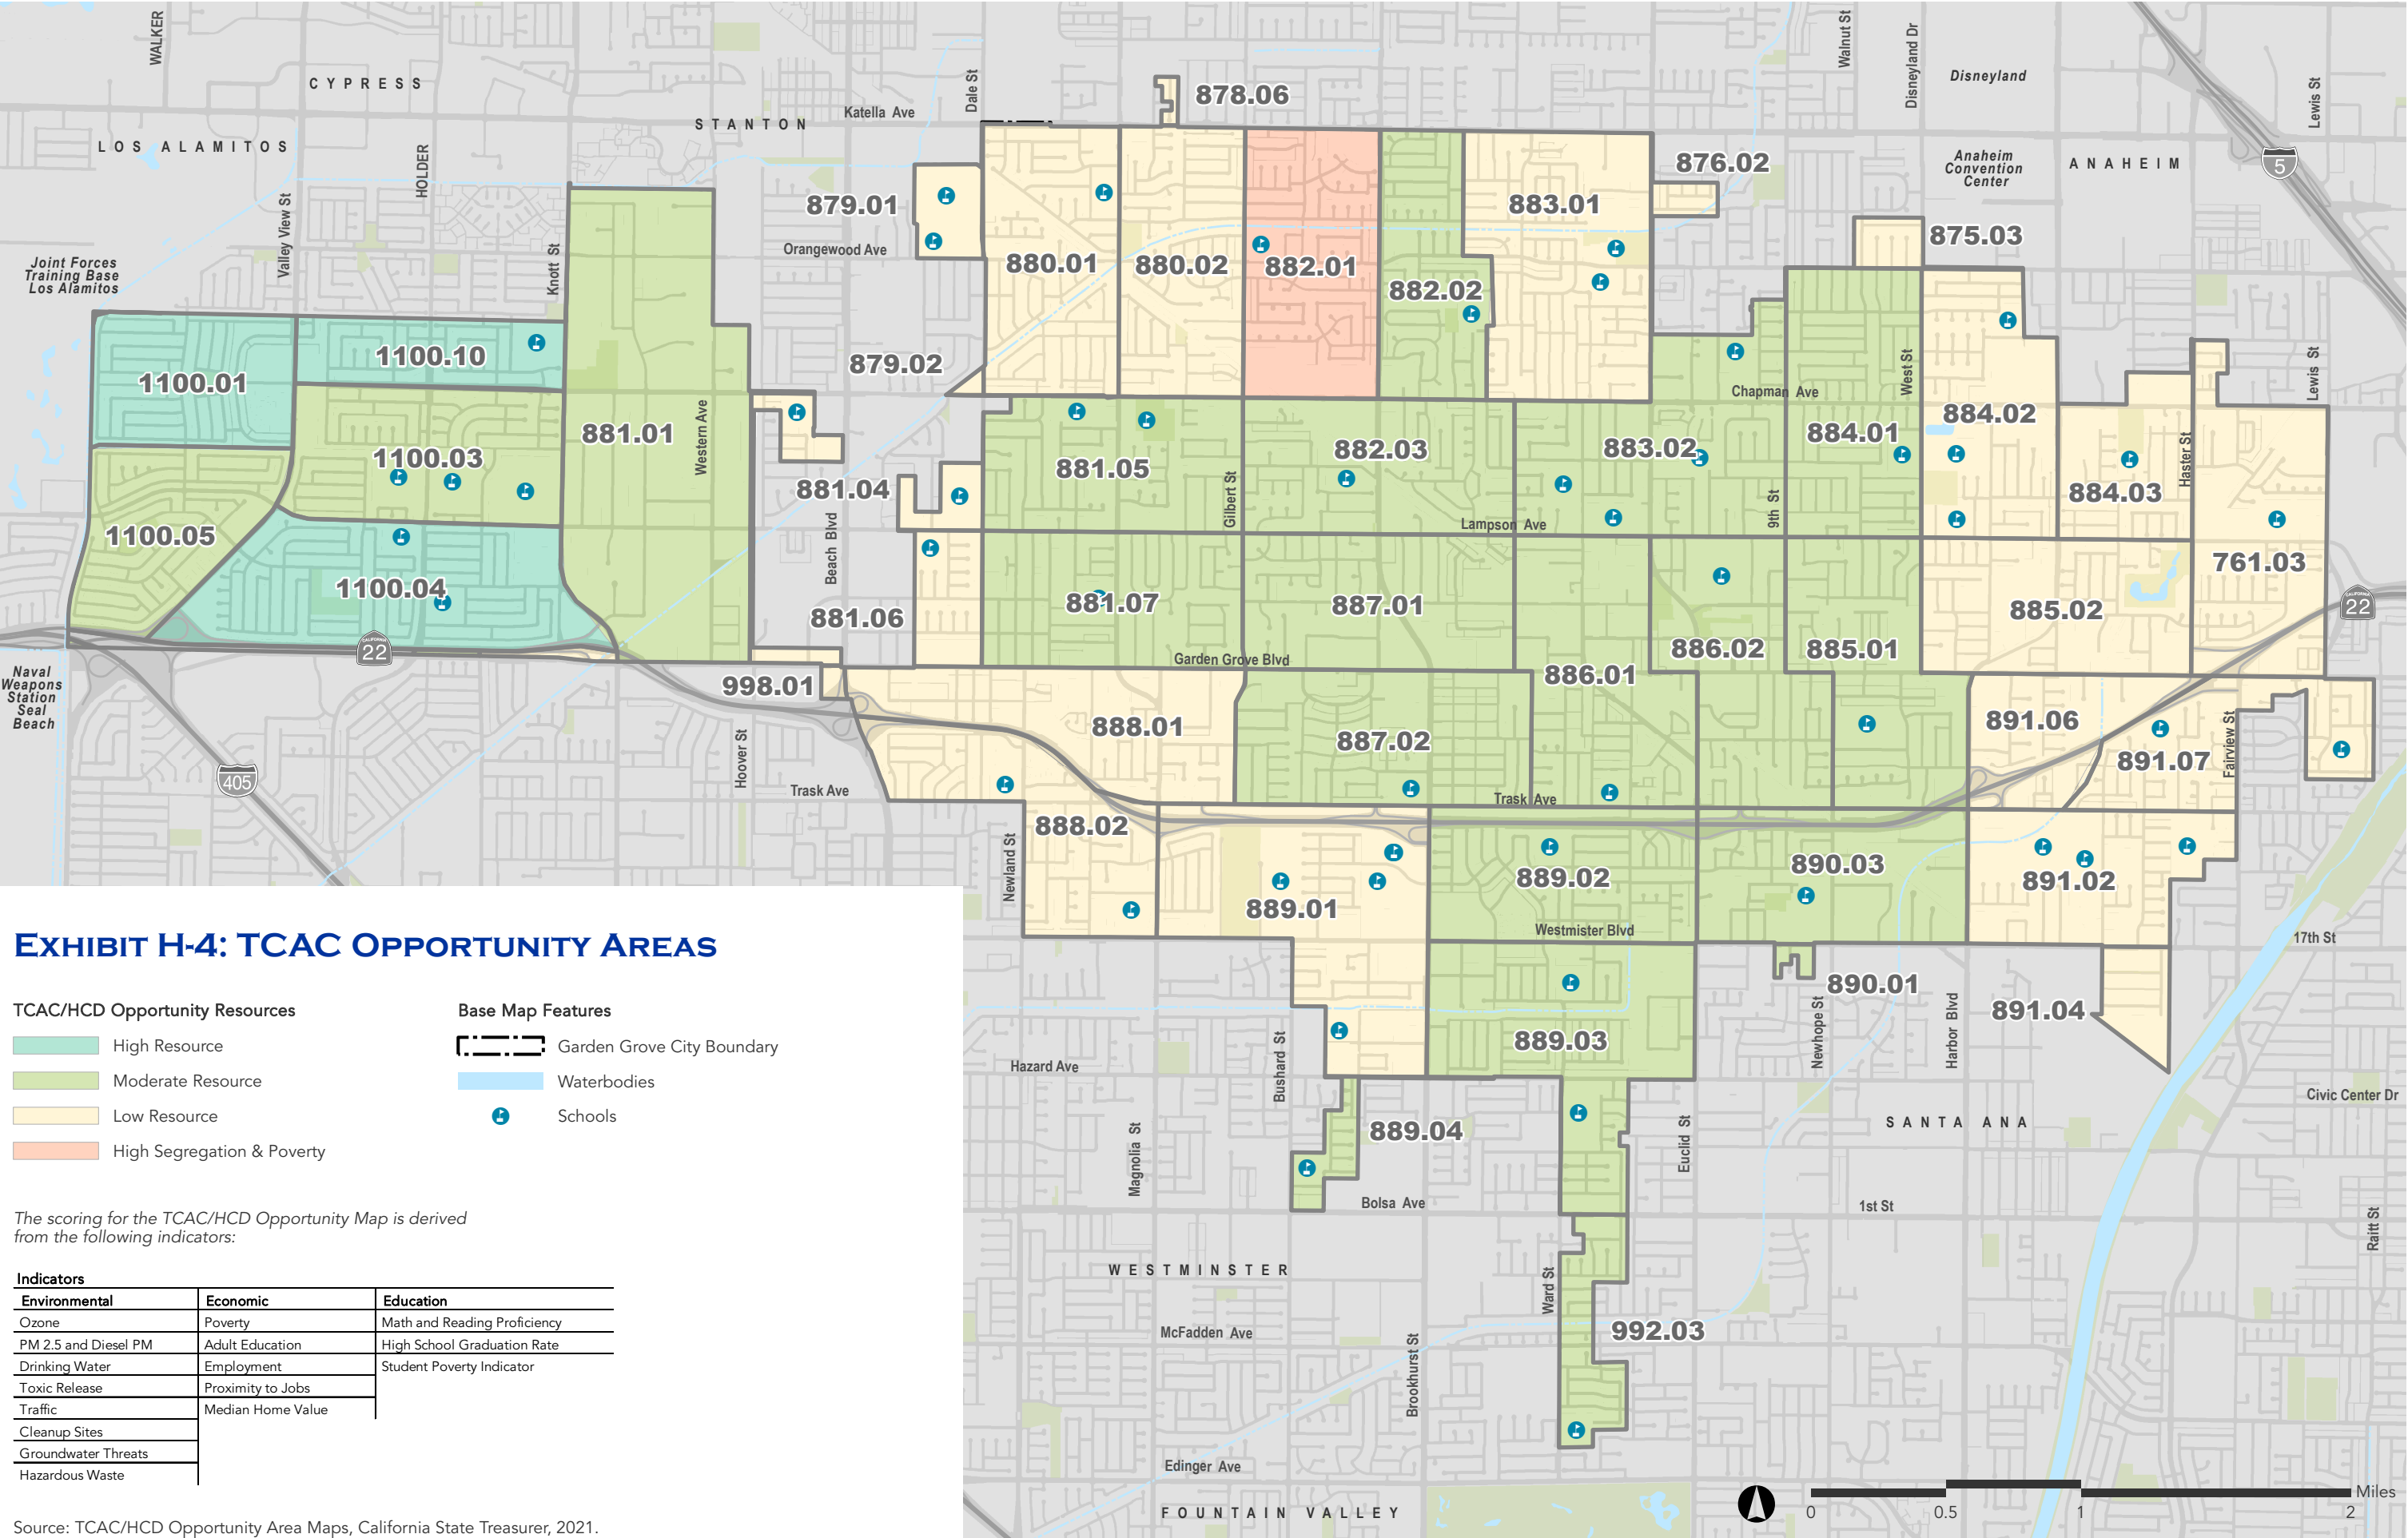 WALKER
CYPRESS
LOS ALAMITOS
HOLDER
Valley View St
Knott St
Joint Forces
Training Base
Los Alamitos
STANTON
Katella Ave
Dale St
878.06
Walnut St
Disneyland Dr
Disneyland
Lewis St
5
876.02
Anaheim
Convention
Center
ANAHEIM
879.01
Orangewood Ave
880.01
880.02
882.01
882.02
883.01
875.03
1100.01
1100.10
879.02
Chapman Ave
West St
Lewis St
884.02
1100.03
881.01
Western Ave
881.04
881.05
Gilbert St
882.03
883.02
884.01
9th St
Haster St
884.03
1100.05
Beach Blvd
Lampson Ave
761.03
1100.04
881.06
881.07
887.01
886.02
885.01
885.02
22
22
Garden Grove Blvd
886.01
Naval
Weapons
Station
Seal
Beach
998.01
888.01
887.02
891.06
891.07
Fairview St
405
Hoover St
Trask Ave
Trask Ave
888.02
Newland St
889.01
889.02
890.03
891.02
Westmister Blvd
17th St
890.01
891.04
889.03
Newhope St
Harbor Blvd
Hazard Ave
Bushard St
Magnolia St
889.04
Euclid St
SANTA ANA
Civic Center Dr
Bolsa Ave
1st St
Raitt St
WESTMINSTER
Ward St
McFadden Ave
Brookhurst St
992.03
Edinger Ave
FOUNTAIN VALLEY
0
0.5
1
2
Miles
EXHIBIT H-4: TCAC OPPORTUNITY AREAS
TCAC/HCD Opportunity Resources
High Resource
Moderate Resource
Low Resource
High Segregation & Poverty
Base Map Features
Garden Grove City Boundary
Waterbodies
Schools
The scoring for the TCAC/HCD Opportunity Map is derived
from the following indicators:
Indicators
Environmental Economic Education
Ozone Poverty Math and Reading Proficiency
PM 2.5 and Diesel PM Adult Education High School Graduation Rate
Drinking Water Employment Student Poverty Indicator
Toxic Release Proximity to Jobs
Traffic Median Home Value
Cleanup Sites
Groundwater Threats
Hazardous Waste
Source: TCAC/HCD Opportunity Area Maps, California State Treasurer, 2021.